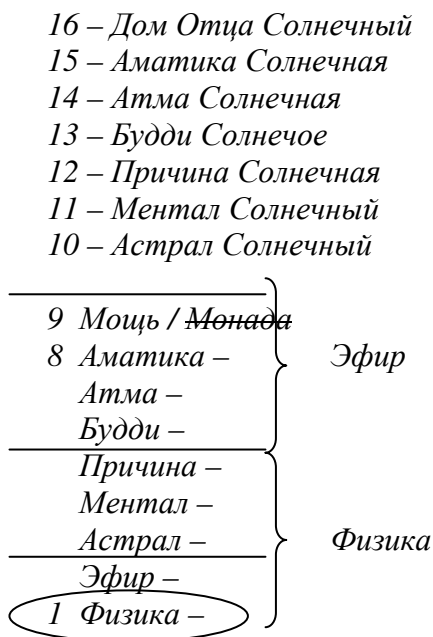 16 – Дом Отца Солнечный
15 – Аматика Солнечная
14 – Атма Солнечная
13 – Будди Солнечое
12 – Причина Солнечная
11 – Ментал Солнечный
10 – Астрал Солнечный
9 Мощь / Монада
8 Аматика –
Эфир
Атма –
Будди –
Причина –
Ментал –
Астрал –
Физика
Эфир –
1 Физика –